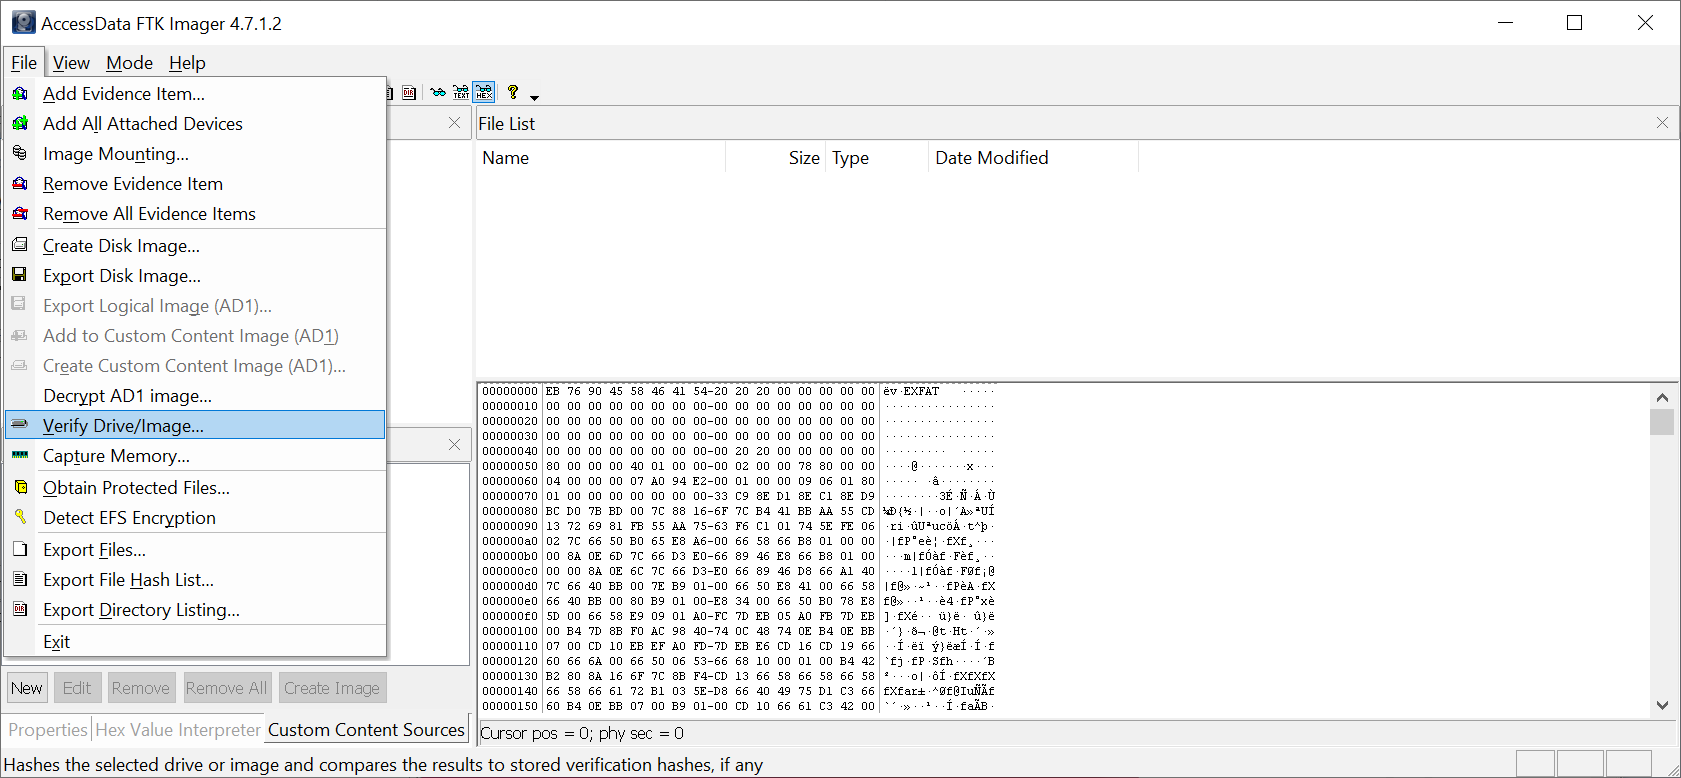 AccessData FTK Imager 4.7.1.2
File View Mode Help
Add Evidence Item...
Add All Attached Devices
Image Mounting...
Remove Evidence Item
Remove All Evidence Items
Create Disk Image...
Export Disk Image...
Export Logical Image (AD1)...
Add to Custom Content Image (AD1)
Create Custom Content Image (AD1)...
Decrypt AD1 image...
Verify Drive/Image...
Capture Memory...
Obtain Protected Files...
Detect EFS Encryption
Export Files...
Export File Hash List...
Export Directory Listing...
Exit
New Edit Remove Remove All Create Image
Properties Hex Value Interpreter Custom Content Sources
File List
Name Size Type Date Modified
00000000 EB 76 90 45 58 46 41 54-20 20 20 00 00 00 00 00 ëv·EXFAT   ·····
00000010 00 00 00 00 00 00 00 00-00 00 00 00 00 00 00 00 ················
00000020 00 00 00 00 00 00 00 00-00 00 00 00 00 00 00 00 ················
00000030 00 00 00 00 00 00 00 00-00 00 00 00 00 00 00 00 ················
00000040 00 00 00 00 00 00 00 00-00 20 20 00 00 00 00 00 ·········  ·····
00000050 80 00 00 00 40 01 00 00-00 02 00 00 78 80 00 00 ····@·······x···
00000060 04 00 00 00 07 A0 94 E2-00 01 00 00 09 06 01 80
00000070 01 00 00 00 00 00 00 00-33 C9 8E D1 8E C1 8E D9 ········3É·Ñ·Á·Ù
00000080 BC D0 7B BD 00 7C 88 16-6F 7C B4 41 BB AA 55 CD ¼Ð{½·|··o|´A»ªUÍ
00000090 13 72 69 81 FB 55 AA 75-63 F6 C1 01 74 5E FE 06 ·ri·ûUªucöÁ·t^þ·
000000a0 02 7C 66 50 B0 65 E8 A6-00 66 58 66 B8 01 00 00 ·|fP°eè¦·fXf¸···
000000b0 00 8A 0E 6D 7C 66 D3 E0-66 89 46 E8 66 B8 01 00 ···m|fÓàf·Fèf¸··
000000c0 00 00 8A 0E 6C 7C 66 D3-E0 66 89 46 D8 66 A1 40 ····l|fÓàf·FØf¡@
000000d0 7C 66 40 BB 00 7E B9 01-00 66 50 E8 41 00 66 58 |f@»·~¹··fPèA·fX
000000e0 66 40 BB 00 80 B9 01 00-E8 34 00 66 50 B0 78 E8 f@»··¹··è4·fP°xè
000000f0 5D 00 66 58 E9 09 01 A0-FC 7D EB 05 A0 FB 7D EB ]·fXé·· ü}ë· û}ë
00000100 00 B4 7D 8B F0 AC 98 40-74 0C 48 74 0E B4 0E BB ·´}·ð¬·@t·Ht·´·»
00000110 07 00 CD 10 EB EF A0 FD-7D EB E6 CD 16 CD 19 66 ··Í·ëï ý}ëæÍ·Í·f
00000120 60 66 6A 00 66 50 06 53-66 68 10 00 01 00 B4 42 `fj·fP·Sfh····´B
00000130 B2 80 8A 16 6F 7C 8B F4-CD 13 66 58 66 58 66 58 ²···o|·ôÍ·fXfXfX
00000140 66 58 66 61 72 B1 03 5E-D8 66 40 49 75 D1 C3 66 fXfar±·^Øf@IuÑÃf
00000150 60 B4 0E BB 07 00 B9 01-00 CD 10 66 61 C3 42 00 `´·»··¹··Í·faÃB·
Cursor pos = 0; phy sec = 0
Hashes the selected drive or image and compares the results to stored verification hashes, if any